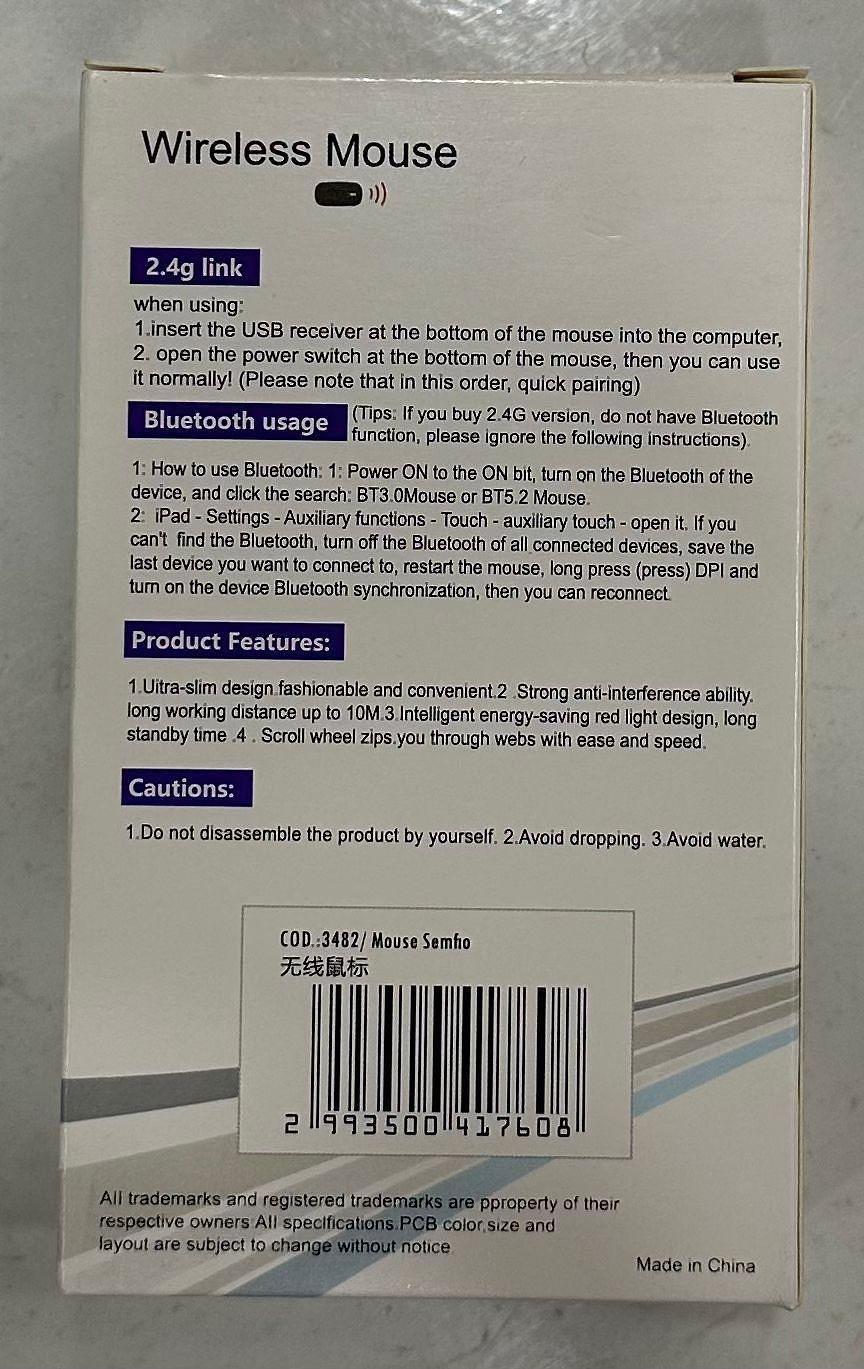 Wireless Mouse
2.4g link
when using:
1.insert the USB receiver at the bottom of the mouse into the computer,
2. open the power switch at the bottom of the mouse, then you can use
it normally! (Please note that in this order, quick pairing)
Bluetooth usage
(Tips: If you buy 2.4G version, do not have Bluetooth
function, please ignore the following instructions).
1: How to use Bluetooth: 1: Power ON to the ON bit, turn on the Bluetooth of the
device, and click the search: BT3.0Mouse or BT5.2 Mouse.
2: iPad - Settings - Auxiliary functions - Touch - auxiliary touch - open it. If you
can't find the Bluetooth, turn off the Bluetooth of all connected devices, save the
last device you want to connect to, restart the mouse, long press (press) DPI and
turn on the device Bluetooth synchronization, then you can reconnect.
Product Features:
1.Uitra-slim design.fashionable and convenient.2 .Strong anti-interference ability.
long working distance up to 10M.3.Intelligent energy-saving red light design, long
standby time .4 . Scroll wheel zips.you through webs with ease and speed.
Cautions:
1.Do not disassemble the product by yourself. 2.Avoid dropping. 3.Avoid water.
COD.:3482/ Mouse Semfio
无线鼠标
2 993500 417608
All trademarks and registered trademarks are pproperty of their
respective owners.All specifications.PCB color,size and
layout are subject to change without notice
Made in China